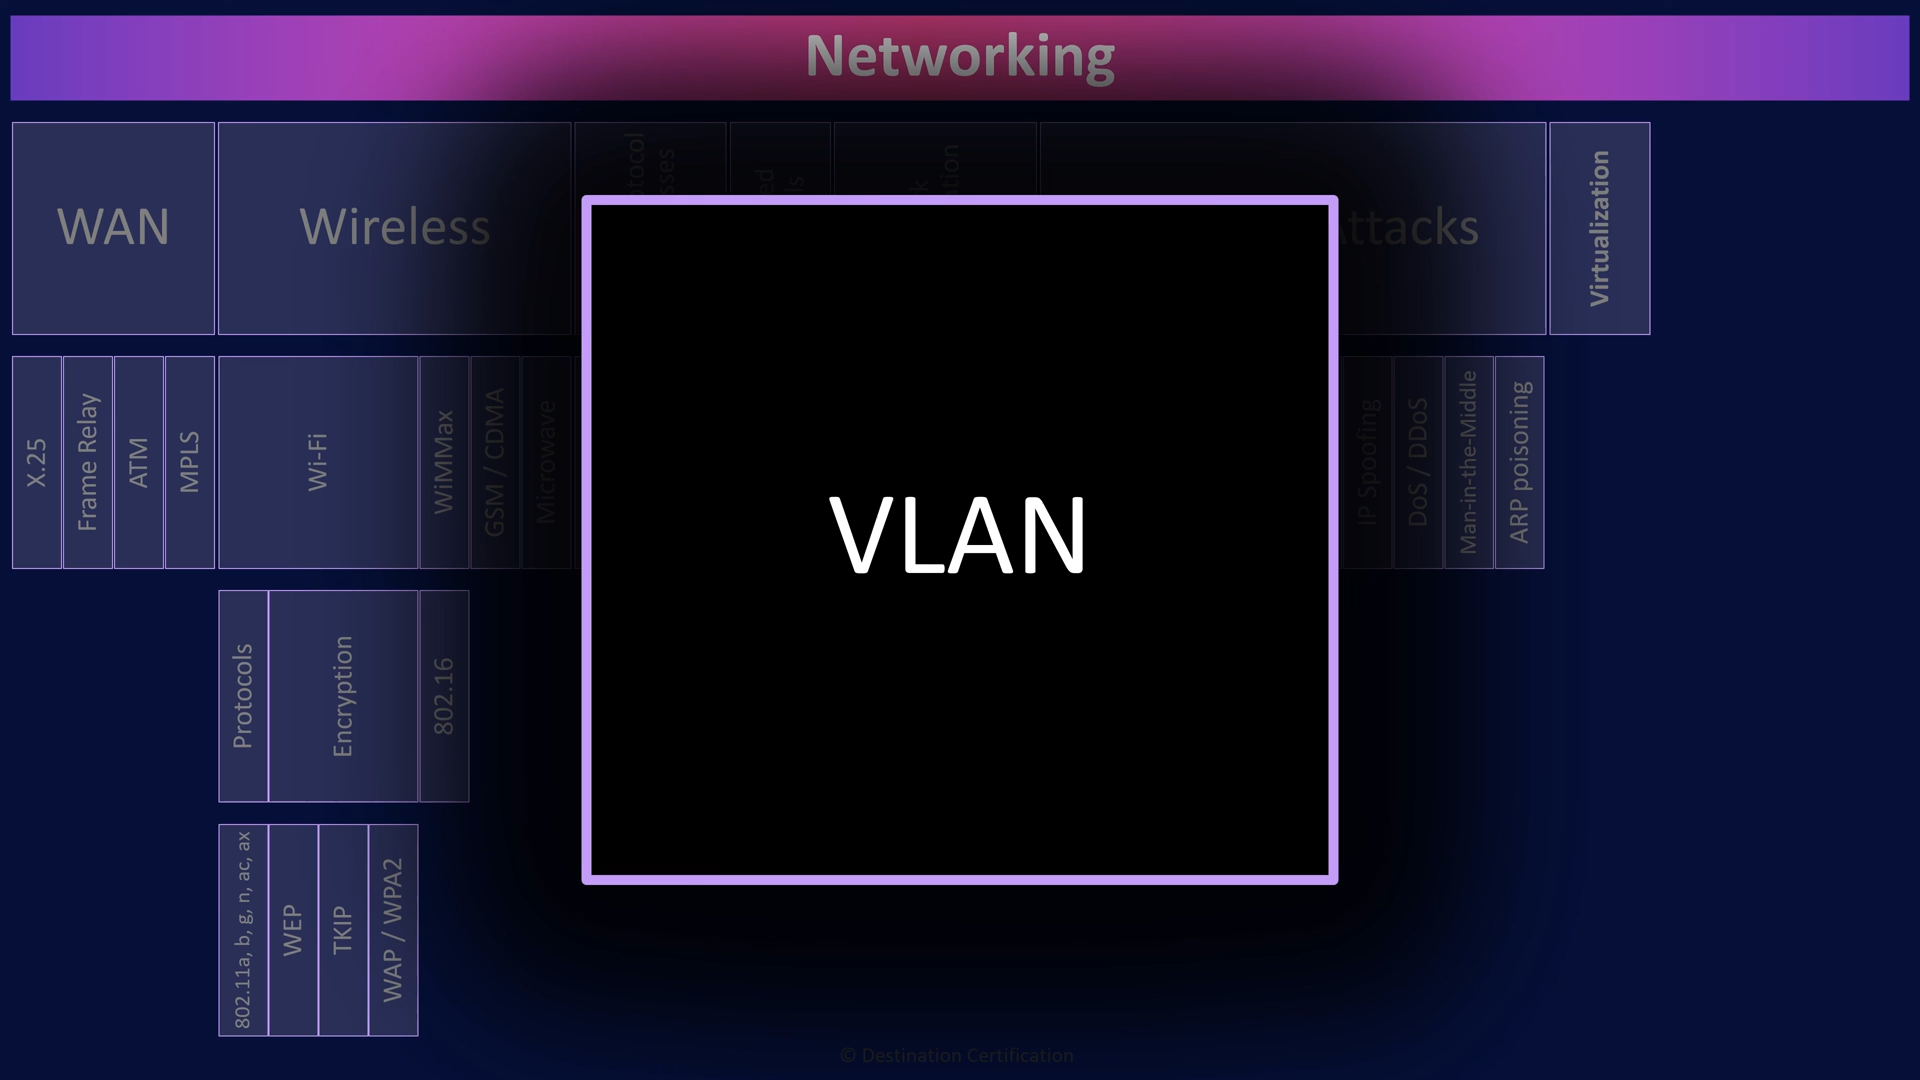 Networking
WAN
Wireless
ttacks
Virtualization
X.25
Frame Relay
ATM
MPLS
Wi-Fi
WiMMax
GSM / CDMA
Microwave
VLAN
IP Spoofing
DoS / DDoS
Man-in-the-Middle
ARP poisoning
Protocols
Encryption
802.16
802.11a, b, g, n, ac, ax
WEP
TKIP
WAP / WPA2
© Destination Certification